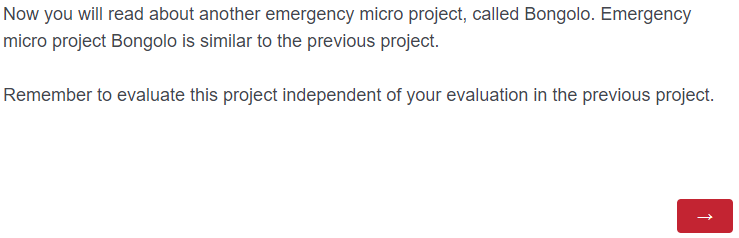 Now you will read about another emergency micro project, called Bongolo. Emergency
micro project Bongolo is similar to the previous project.
Remember to evaluate this project independent of your evaluation in the previous project.
→